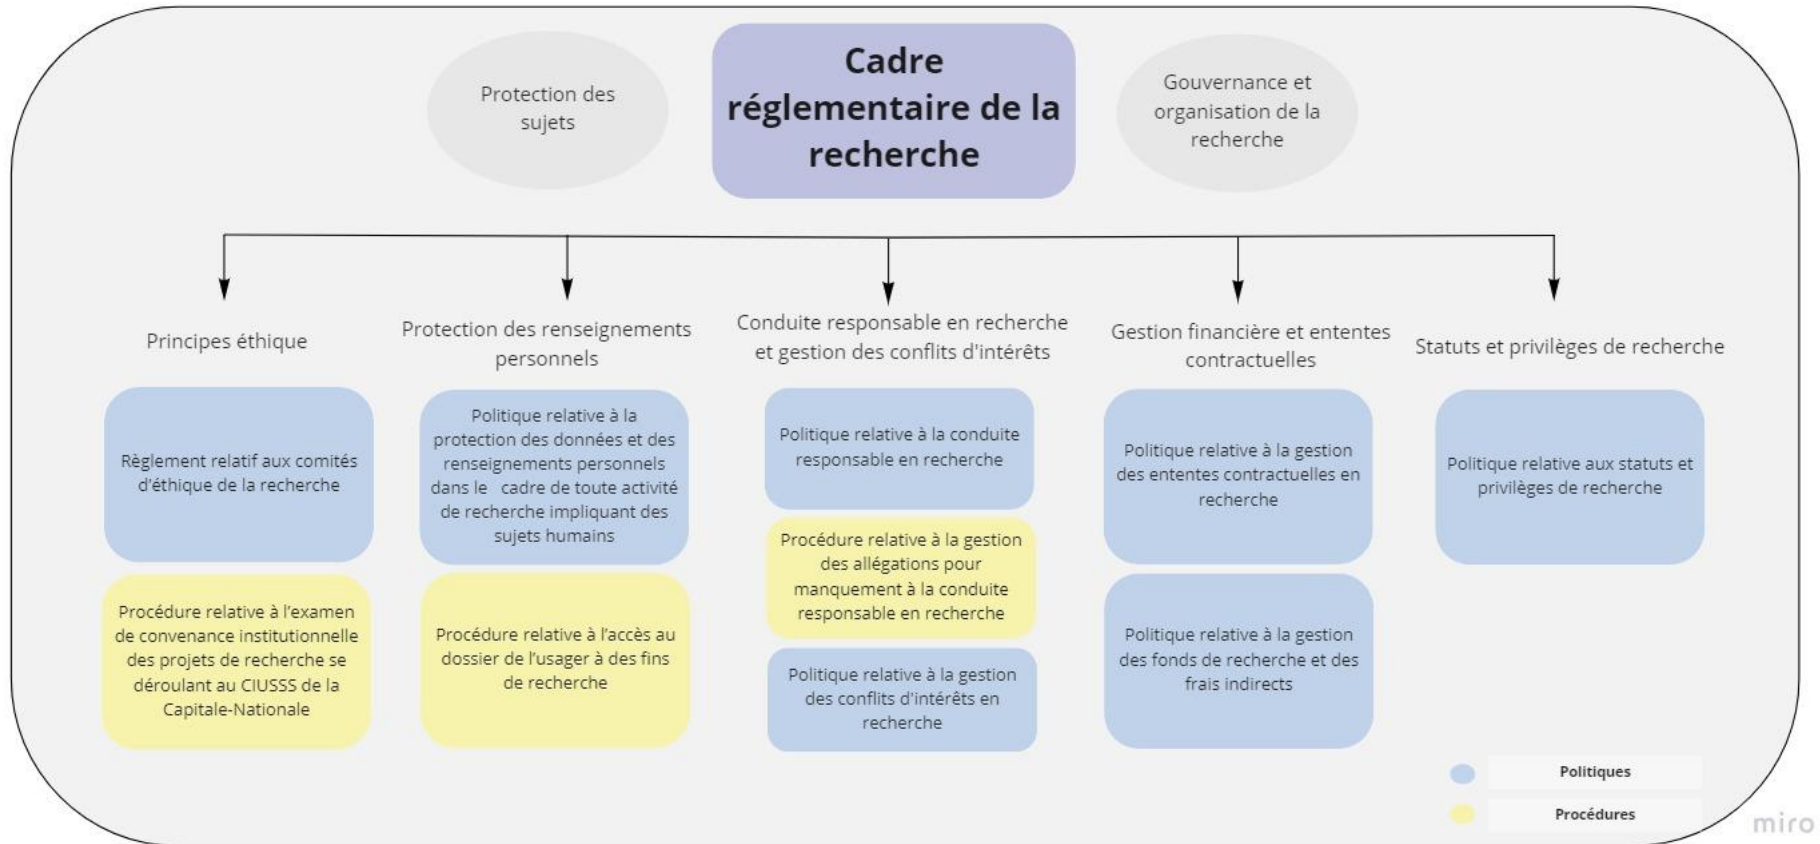 Protection des
sujets
Cadre
réglementaire de la
recherche
Gouvernance et
organisation de la
recherche
Principes éthique
Règlement relatif aux comités
d'éthique de la recherche
Procédure relative à l'examen
de convenance institutionnelle
des projets de recherche se
déroulant au CIUSSS de la
Capitale-Nationale
Protection des renseignements
personnels
Politique relative à la
protection des données et des
renseignements personnels
dans le cadre de toute activité
de recherche impliquant des
sujets humains
Procédure relative à l'accès au
dossier de l'usager à des fins
de recherche
Conduite responsable en recherche
et gestion des conflits d'intérêts
Politique relative à la conduite
responsable en recherche
Procédure relative à la gestion
des allégations pour
manquement à la conduite
responsable en recherche
Politique relative à la gestion
des conflits d'intérêts en
recherche
Gestion financière et ententes
contractuelles
Politique relative à la gestion
des ententes contractuelles en
recherche
Politique relative à la gestion
des fonds de recherche et des
frais indirects
Statuts et privilèges de recherche
Politique relative aux statuts et
privilèges de recherche
Politiques
Procédures
miro